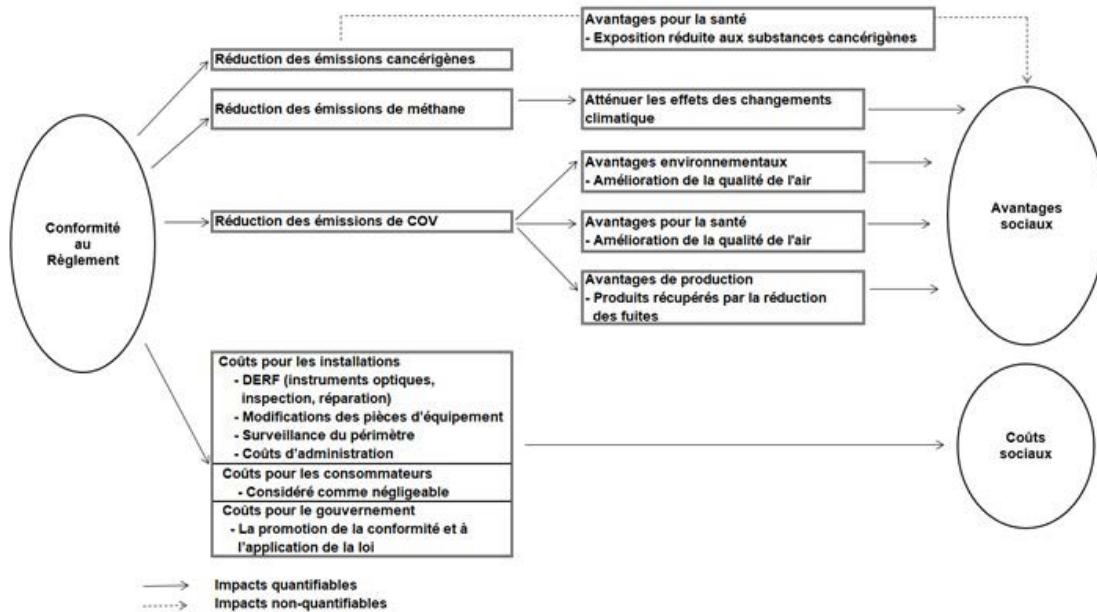 Avantages pour la santé
- Exposition réduite aux substances cancérigènes
Réduction des émissions cancérigènes
Réduction des émissions de méthane
Atténuer les effets des changements
climatique
Avantages environnementaux
- Amélioration de la qualité de l'air
Conformité
au
Règlement
Réduction des émissions de COV
Avantages pour la santé
- Amélioration de la qualité de l'air
Avantages
sociaux
Avantages de production
- Produits récupérés par la réduction
des fuites
Coûts pour les installations
- DERF (instruments optiques,
inspection, réparation)
- Modifications des pièces d'équipement
- Surveillance du périmètre
- Coûts d'administration
Coûts pour les consommateurs
- Considéré comme négligeable
Coûts pour le gouvernement
- La promotion de la conformité et à
l'application de la loi
Coûts
sociaux
Impacts quantifiables
Impacts non-quantifiables